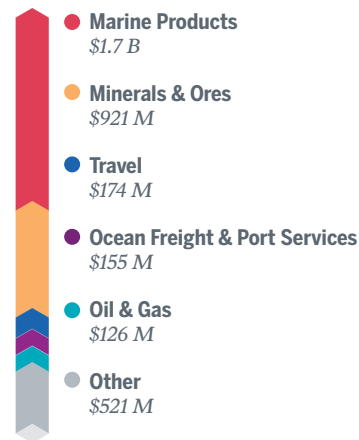 Marine Products
$1.7 B
Minerals & Ores
$921 M
Travel
$174 M
Ocean Freight & Port Services
$155 M
Oil & Gas
$126 M
Other
$521 M